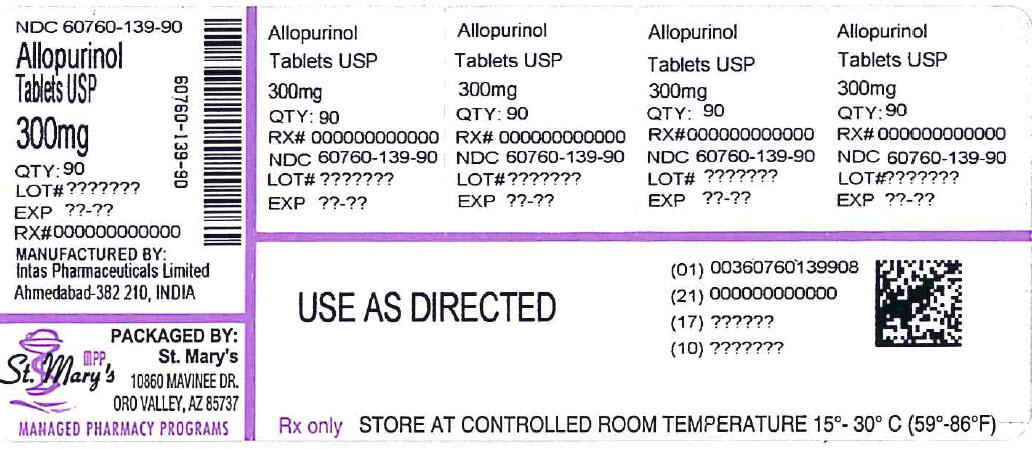 NDC 60760-139-90
Allopurinol
Tablets USP
300mg
QTY: 90
LOT# ???????
EXP ??-??
RX#000000000000
MANUFACTURED BY:
Intas Pharmaceuticals Limited
Ahmedabad-382 210, INDIA
60760-139-90
MPP
St. Mary's
PACKAGED BY:
St. Mary's
10860 MAVINEE DR.
ORO VALLEY, AZ 85737
MANAGED PHARMACY PROGRAMS
Allopurinol
Tablets USP
300mg
QTY: 90
RX# 000000000000
NDC 60760-139-90
LOT# ???????
EXP ??-??
Allopurinol
Tablets USP
300mg
QTY: 90
RX# 000000000000
NDC 60760-139-90
LOT# ???????
EXP ??-??
Allopurinol
Tablets USP
300mg
QTY: 90
RX#000000000000
NDC 60760-139-90
LOT# ???????
EXP ??-??
Allopurinol
Tablets USP
300mg
QTY: 90
RX# 000000000000
NDC 60760-139-90
LOT#???????
EXP ??-??
USE AS DIRECTED
(01) 00360760139908
(21) 000000000000
(17) ??????
(10) ???????
Rx only STORE AT CONTROLLED ROOM TEMPERATURE 15°- 30° C (59°-86°F)